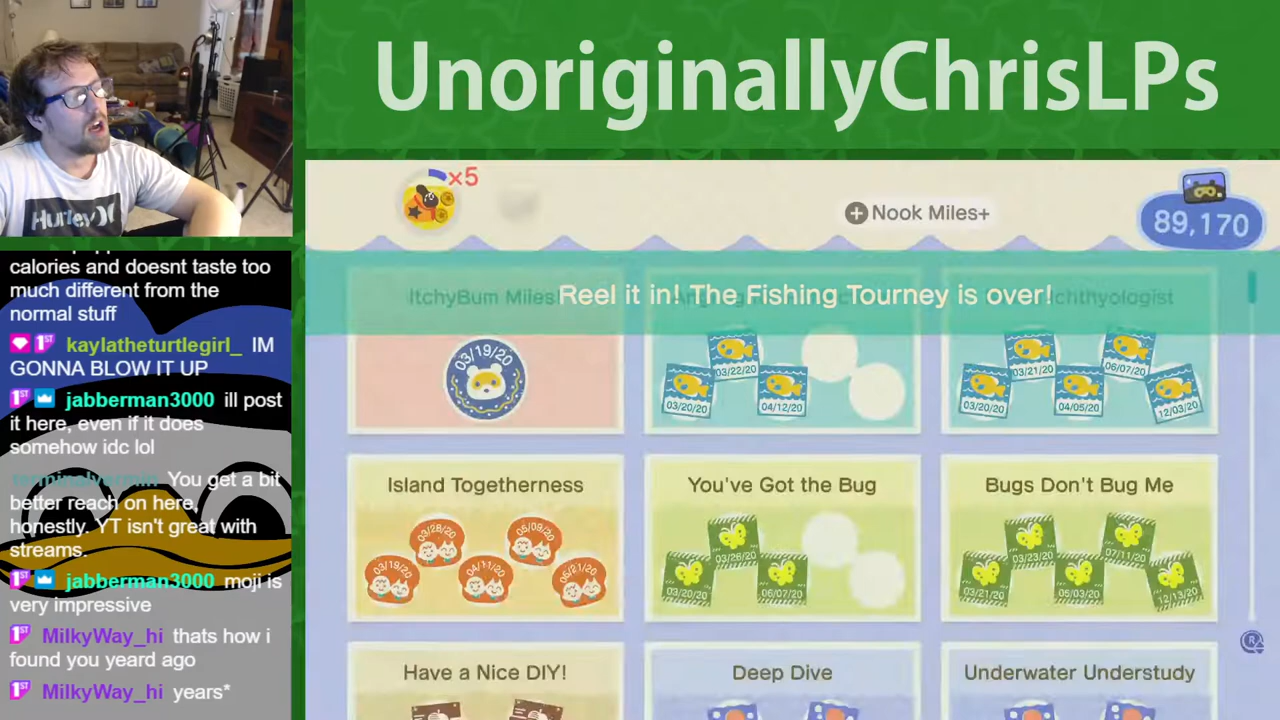 UnoriginallyChrisLPs
Hurley
calories and doesnt taste too
much different from the
normal stuff
kaylatheturtlegirl_ IM
GONNA BLOW IT UP
jabberman3000 ill post
it here, even if it does
somehow idc lol
terminalvermin You get a bit
better reach on here,
honestly. YT isn't great with
streams.
jabberman3000 moji is
very impressive
MilkyWay_hi thats how i
found you yeard ago
MilkyWay_hi years*
x5
Nook Miles+
89,170
Reel it in! The Fishing Tourney is over!
ItchyBum Miles!
chthyologist
03/19/20
03/20/20
03/22/20
04/12/20
03/20/20
03/21/20
04/05/20
06/07/20
12/03/20
Island Togetherness
03/19/20
03/28/20
04/11/20
05/09/20
05/21/20
You've Got the Bug
03/20/20
03/26/20
06/07/20
Bugs Don't Bug Me
03/21/20
03/23/20
05/03/20
07/11/20
12/13/20
R
Have a Nice DIY!
Deep Dive
Underwater Understudy